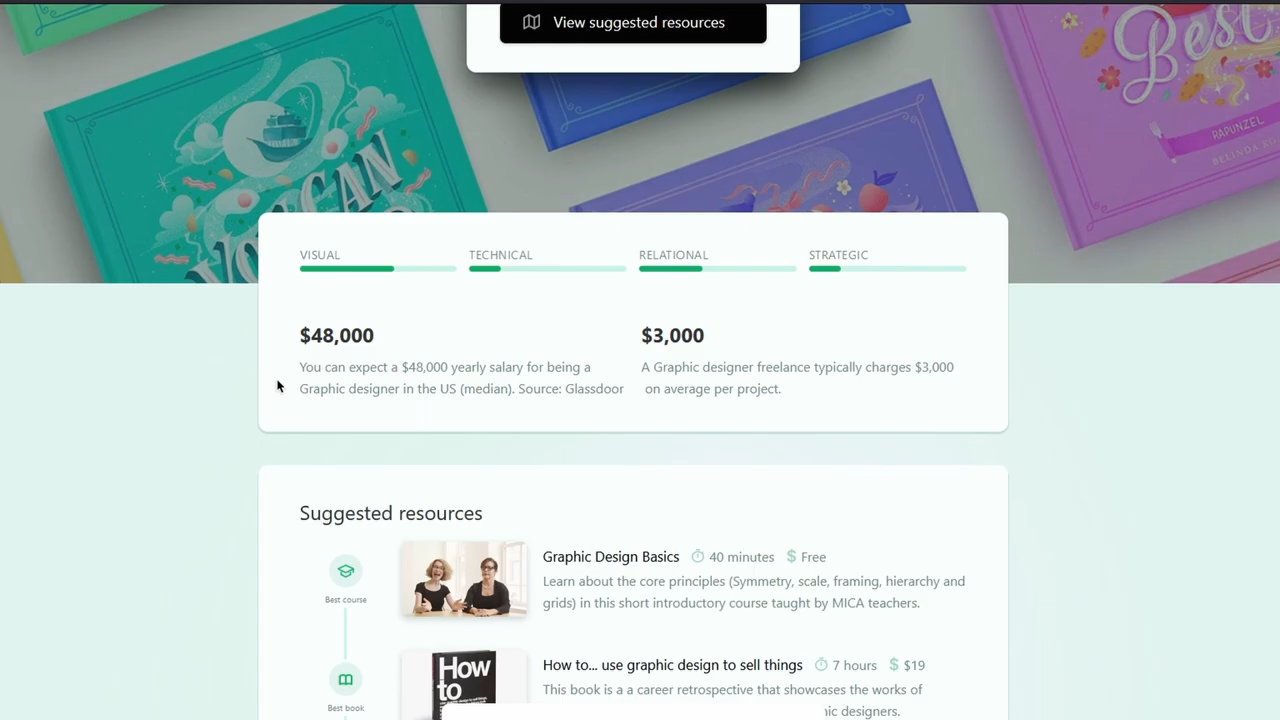 View suggested resources
Best
RAPUNZEL
YOU CAN
VISUAL
TECHNICAL
RELATIONAL
STRATEGIC
$48,000
You can expect a $48,000 yearly salary for being a
Graphic designer in the US (median). Source: Glassdoor
$3,000
A Graphic designer freelance typically charges $3,000
on average per project.
Suggested resources
Best course
Graphic Design Basics 40 minutes $ Free
Learn about the core principles (Symmetry, scale, framing, hierarchy and
grids) in this short introductory course taught by MICA teachers.
Best book
How
to
How to... use graphic design to sell things 7 hours $ $19
This book is a a career retrospective that showcases the works of
designers.